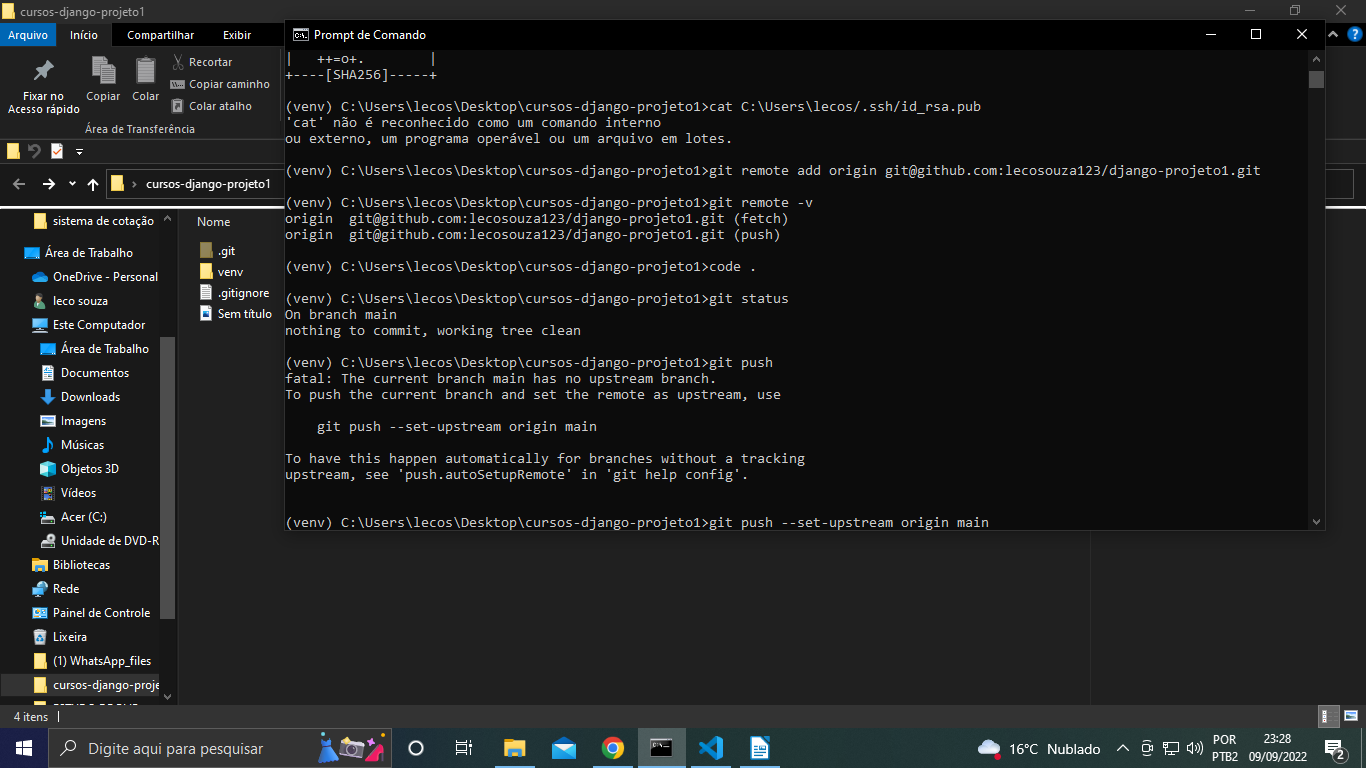 cursos-django-projeto1
Arquivo
Início
Compartilhar
Exibir
Fixar no
Acesso rápido
Copiar
Colar
Recortar
Copiar caminho
Colar atalho
Área de Transferência
cursos-django-projeto1
sistema de cotação
Área de Trabalho
OneDrive - Personal
leco souza
Este Computador
Área de Trabalho
Documentos
Downloads
Imagens
Músicas
Objetos 3D
Vídeos
Acer (C:)
Unidade de DVD-R
Bibliotecas
Rede
Painel de Controle
Lixeira
(1) WhatsApp_files
cursos-django-proje
Nome
.git
venv
.gitignore
Sem título
4 itens
Prompt de Comando
|   ++=o+.        |
+----[SHA256]-----+
(venv) C:\Users\lecos\Desktop\cursos-django-projeto1>cat C:\Users\lecos/.ssh/id_rsa.pub
'cat' não é reconhecido como um comando interno
ou externo, um programa operável ou um arquivo em lotes.
(venv) C:\Users\lecos\Desktop\cursos-django-projeto1>git remote add origin git@github.com:lecosouza123/django-projeto1.git
(venv) C:\Users\lecos\Desktop\cursos-django-projeto1>git remote -v
origin  git@github.com:lecosouza123/django-projeto1.git (fetch)
origin  git@github.com:lecosouza123/django-projeto1.git (push)
(venv) C:\Users\lecos\Desktop\cursos-django-projeto1>code .
(venv) C:\Users\lecos\Desktop\cursos-django-projeto1>git status
On branch main
nothing to commit, working tree clean
(venv) C:\Users\lecos\Desktop\cursos-django-projeto1>git push
fatal: The current branch main has no upstream branch.
To push the current branch and set the remote as upstream, use
    git push --set-upstream origin main
To have this happen automatically for branches without a tracking
upstream, see 'push.autoSetupRemote' in 'git help config'.
(venv) C:\Users\lecos\Desktop\cursos-django-projeto1>git push --set-upstream origin main
Digite aqui para pesquisar
16°C Nublado
POR
PTB2
23:28
09/09/2022
2